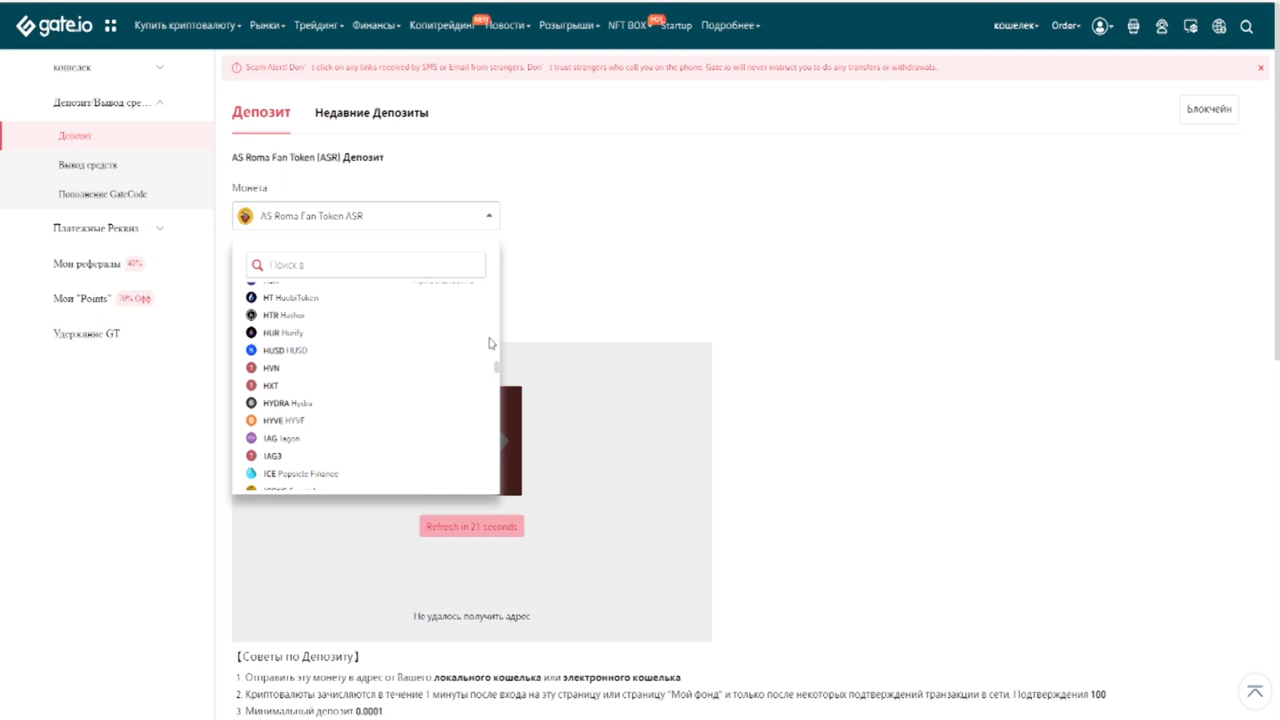 gate.io Купить криптовалюту Рынки Трейдинг Финансы Копитрейдинг Новости Розыгрыши NFT BOX HOT Startup Подробнее кошелек Order
кошелек
Депозит/Вывод сре...
Депозит
Вывод средств
Пополнение GateCode
Платежные Реквиз
Мои рефералы 40%
Мои "Points" 70% Офф
Удержание GT
Scam Alert! Don't click on any links received by SMS or Email from strangers. Don't trust strangers who call you on the phone. Gate.io will never instruct you to do any transfers or withdrawals.
Депозит Недавние Депозиты Блокчейн
AS Roma Fan Token (ASR) Депозит
Монета
AS Roma Fan Token ASR
Поиск в
HT HuobiToken
HTR Hathor
HUR Hurify
HUSD HUSD
HVN
HXT
HYDRA Hydra
HYVE HYVE
IAG Iagon
IAG3
ICE Popsicle Finance
Refresh in 21 seconds
Не удалось получить адрес
【Советы по Депозиту】
1. Отправить эту монету в адрес от Вашего локального кошелька или электронного кошелька
2. Криптовалюты зачисляются в течение 1 минуты после входа на эту страницу или страницу "Мой фонд" и только после некоторых подтверждений транзакции в сети. Подтверждения 100
3. Минимальный депозит 0.0001